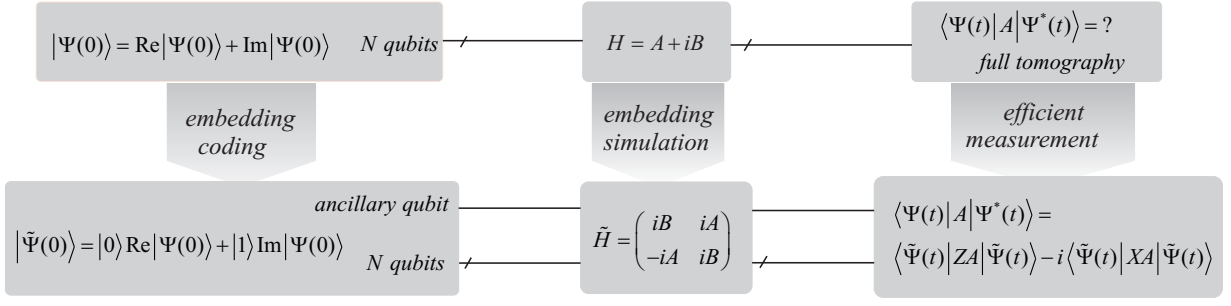 |Ψ(0)⟩ = Re|Ψ(0)⟩ + Im|Ψ(0)⟩ N qubits
H = A + iB
⟨Ψ(t)|A|Ψ*(t)⟩ = ?
full tomography
embedding
coding
embedding
simulation
efficient
measurement
ancillary qubit
|Ψ̃(0)⟩ = |0⟩Re|Ψ(0)⟩ + |1⟩Im|Ψ(0)⟩
N qubits
H̃ = ( iB iA
-iA iB )
⟨Ψ(t)|A|Ψ*(t)⟩ =
⟨Ψ̃(t)|ZA|Ψ̃(t)⟩ − i⟨Ψ̃(t)|XA|Ψ̃(t)⟩